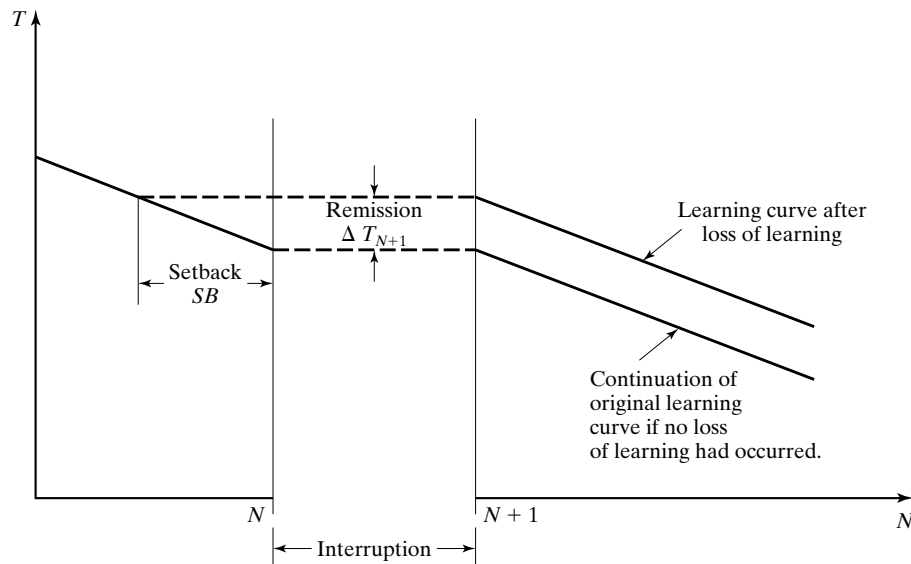 T
Remission
Δ T_{N+1}
Setback
SB
Learning curve after
loss of learning
Continuation of
original learning
curve if no loss
of learning had occurred.
N
N + 1
N
Interruption